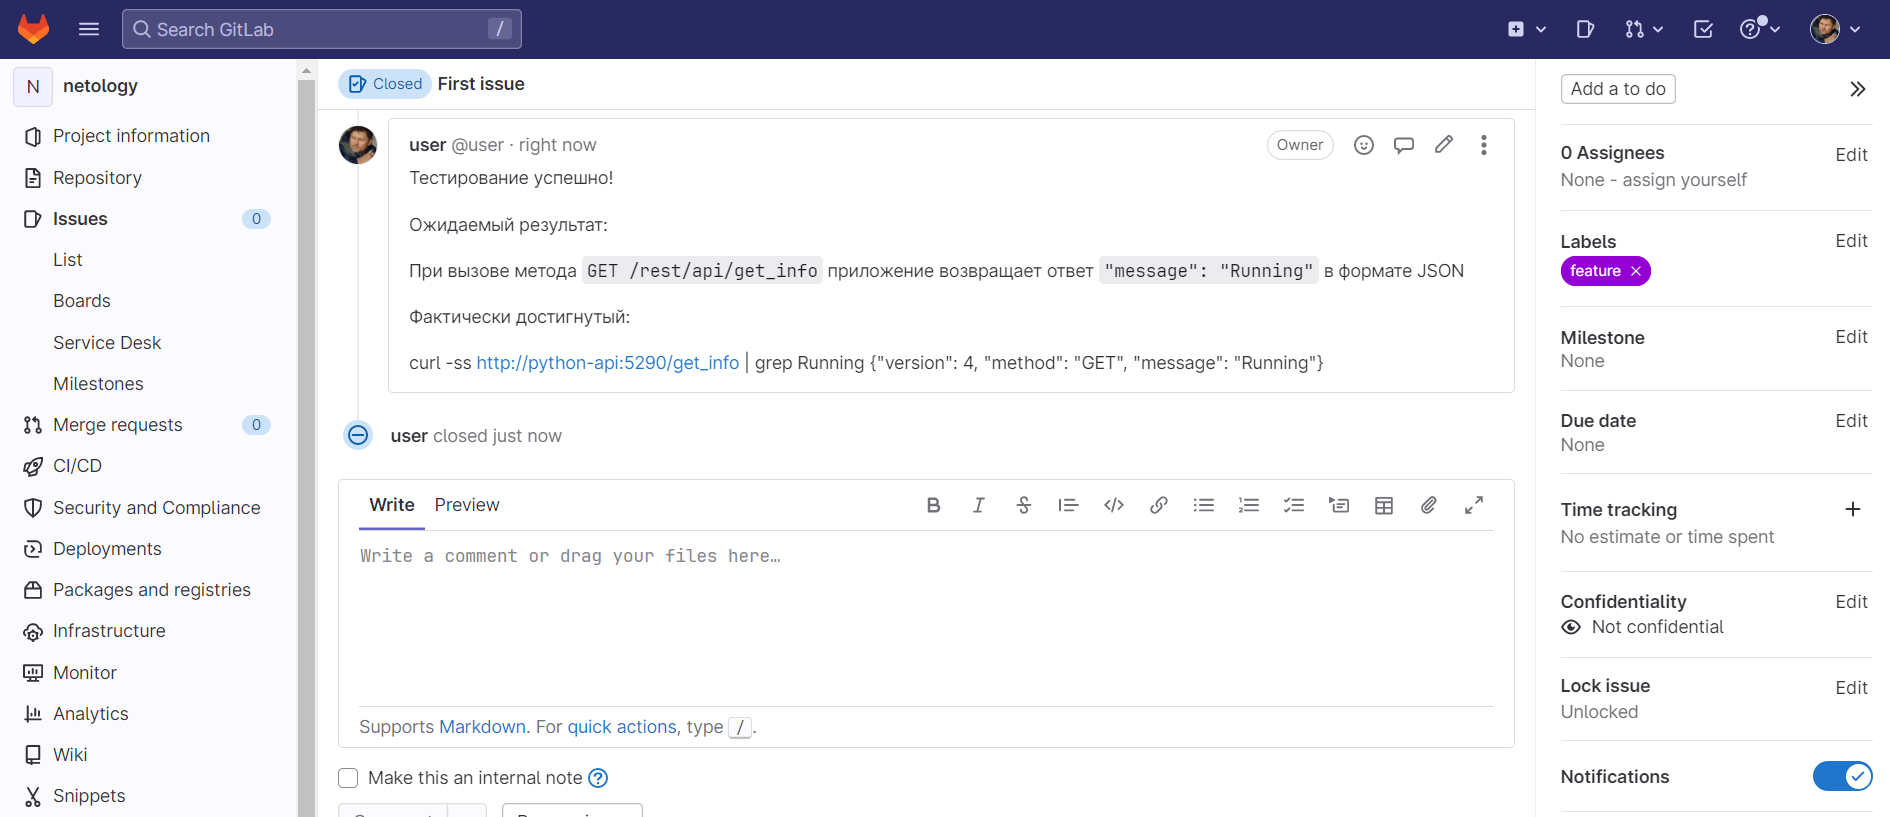 Search GitLab /
N netology
Project information
Repository
Issues 0
List
Boards
Service Desk
Milestones
Merge requests 0
CI/CD
Security and Compliance
Deployments
Packages and registries
Infrastructure
Monitor
Analytics
Wiki
Snippets
Closed First issue
user @user · right now Owner
Тестирование успешно!
Ожидаемый результат:
При вызове метода GET /rest/api/get_info приложение возвращает ответ "message": "Running" в формате JSON
Фактически достигнутый:
curl -ss http://python-api:5290/get_info | grep Running {"version": 4, "method": "GET", "message": "Running"}
user closed just now
Write Preview
Write a comment or drag your files here…
Supports Markdown. For quick actions, type /.
Make this an internal note
Add a to do
0 Assignees Edit
None - assign yourself
Labels Edit
feature
Milestone Edit
None
Due date Edit
None
Time tracking
No estimate or time spent
Confidentiality Edit
Not confidential
Lock issue Edit
Unlocked
Notifications